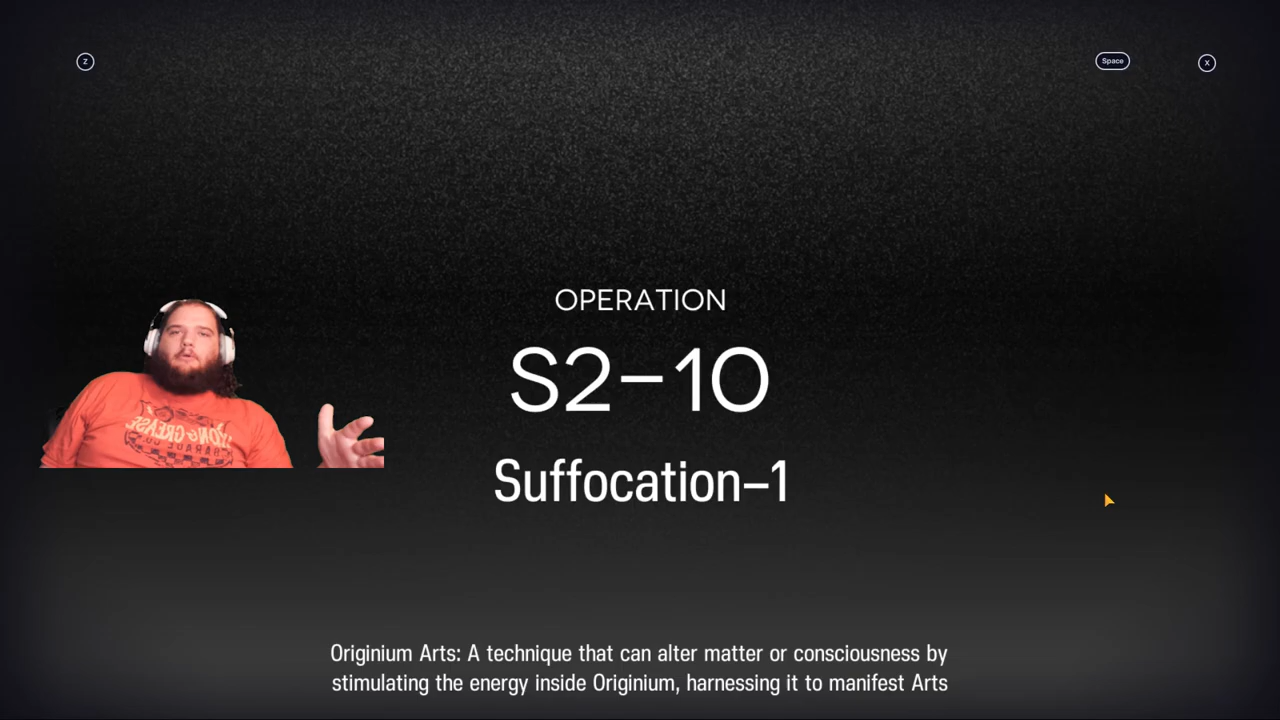 Z
Space
X
OPERATION
S2-10
Suffocation-1
Originium Arts: A technique that can alter matter or consciousness by
stimulating the energy inside Originium, harnessing it to manifest Arts